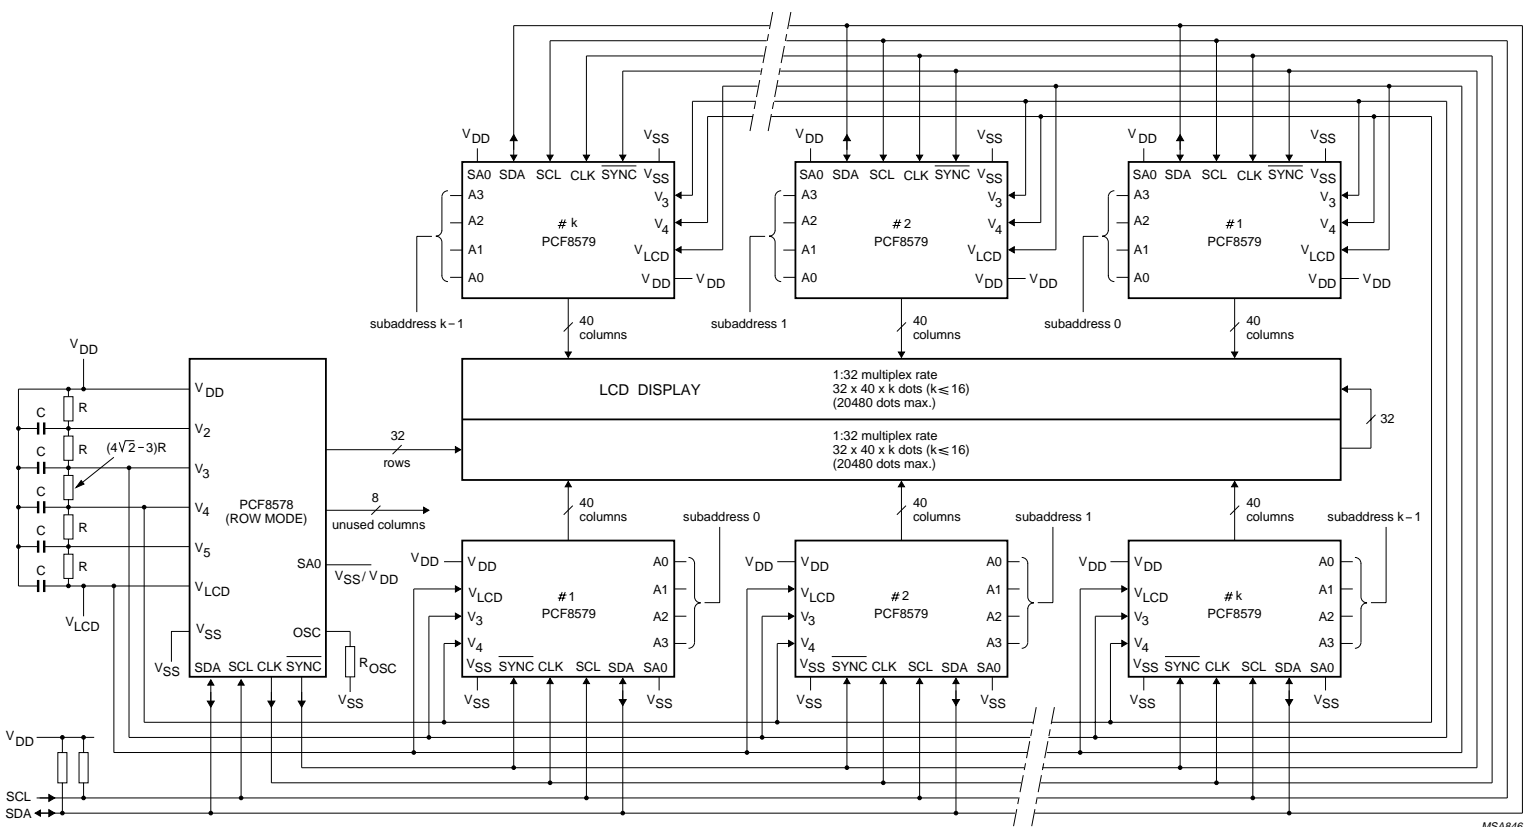 VDD VSS VDD VSS VDD VSS
SA0 SDA SCL CLK SYNC VSS
A3 V3
A2 # k V4
A1 PCF8579 VLCD
A0 VDD VDD
SA0 SDA SCL CLK SYNC VSS
A3 V3
A2 # 2 V4
A1 PCF8579 VLCD
A0 VDD VDD
SA0 SDA SCL CLK SYNC VSS
A3 V3
A2 # 1 V4
A1 PCF8579 VLCD
A0 VDD VDD
subaddress k–1
40
columns
subaddress 1
40
columns
subaddress 0
40
columns
LCD DISPLAY
1:32 multiplex rate
32 x 40 x k dots (k≤16)
(20480 dots max.)
1:32 multiplex rate
32 x 40 x k dots (k≤16)
(20480 dots max.)
32
VDD
C R
C R
C (4√2–3)R
C R
C R
VLCD
VDD
V2
V3
V4
V5
VLCD
VSS
VSS
PCF8578
(ROW MODE)
32
rows
8
unused columns
SA0
VSS/VDD
OSC
ROSC
VSS
SDA SCL CLK SYNC
40
columns
subaddress 0
40
columns
subaddress 1
40
columns
subaddress k–1
VDD VDD A0
VLCD # 1 A1
V3 PCF8579 A2
V4 A3
VSS SYNC CLK SCL SDA SA0
VSS VSS
VDD VDD A0
VLCD # 2 A1
V3 PCF8579 A2
V4 A3
VSS SYNC CLK SCL SDA SA0
VSS VSS
VDD VDD A0
VLCD # k A1
V3 PCF8579 A2
V4 A3
VSS SYNC CLK SCL SDA SA0
VSS VSS
VDD
SCL
SDA
MSA846